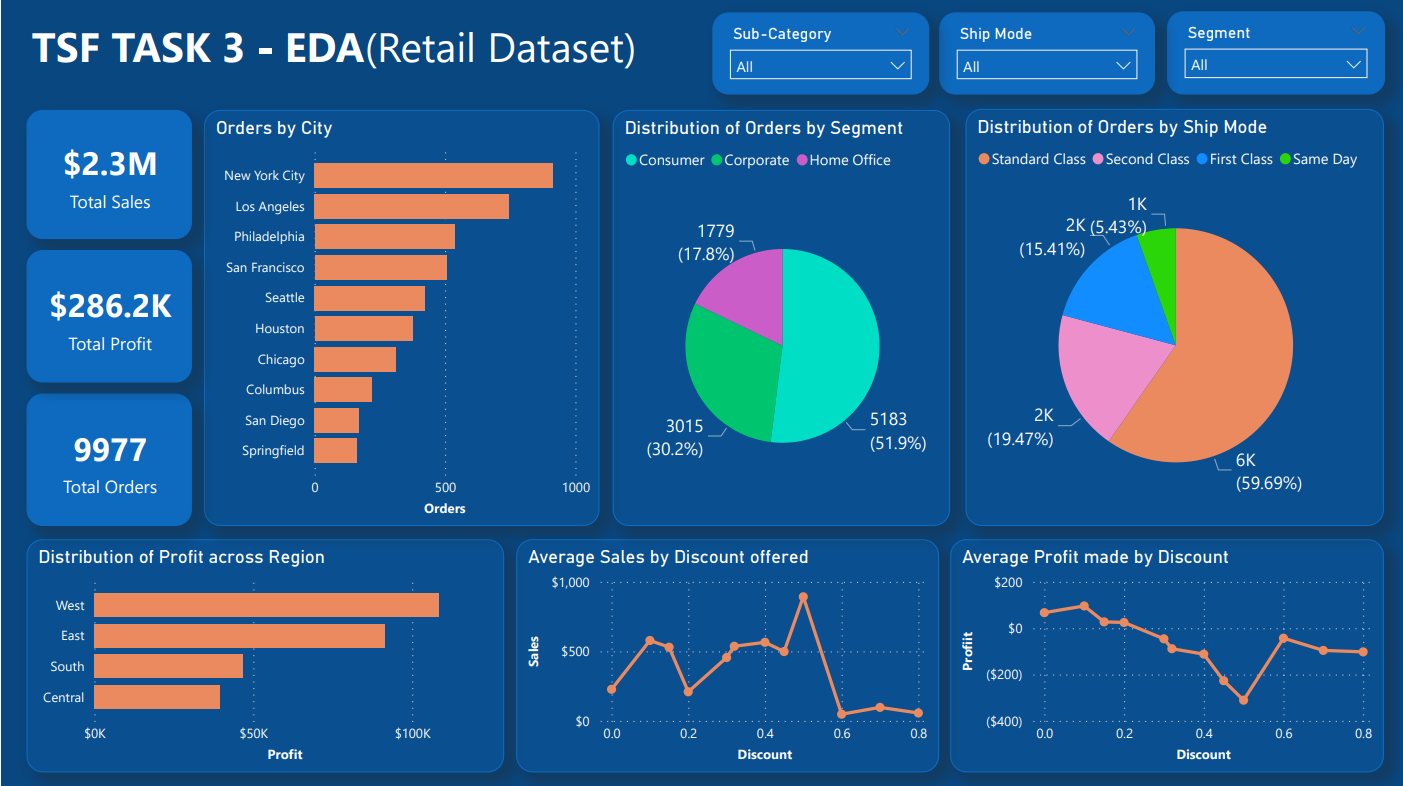 TSF TASK 3 - EDA(Retail Dataset)
Sub-Category
All
Ship Mode
All
Segment
All
$2.3M
Total Sales
$286.2K
Total Profit
9977
Total Orders
Orders by City
New York City
Los Angeles
Philadelphia
San Francisco
Seattle
Houston
Chicago
Columbus
San Diego
Springfield
0 500 1000
Orders
Distribution of Orders by Segment
Consumer Corporate Home Office
1779
(17.8%)
3015
(30.2%)
5183
(51.9%)
Distribution of Orders by Ship Mode
Standard Class Second Class First Class Same Day
1K
(5.43%)
2K
(15.41%)
2K
(19.47%)
6K
(59.69%)
Distribution of Profit across Region
West
East
South
Central
$0K $50K $100K
Profit
Average Sales by Discount offered
$1,000
$500
$0
Sales
0.0 0.2 0.4 0.6 0.8
Discount
Average Profit made by Discount
$200
$0
($200)
($400)
Profiit
0.0 0.2 0.4 0.6 0.8
Discount